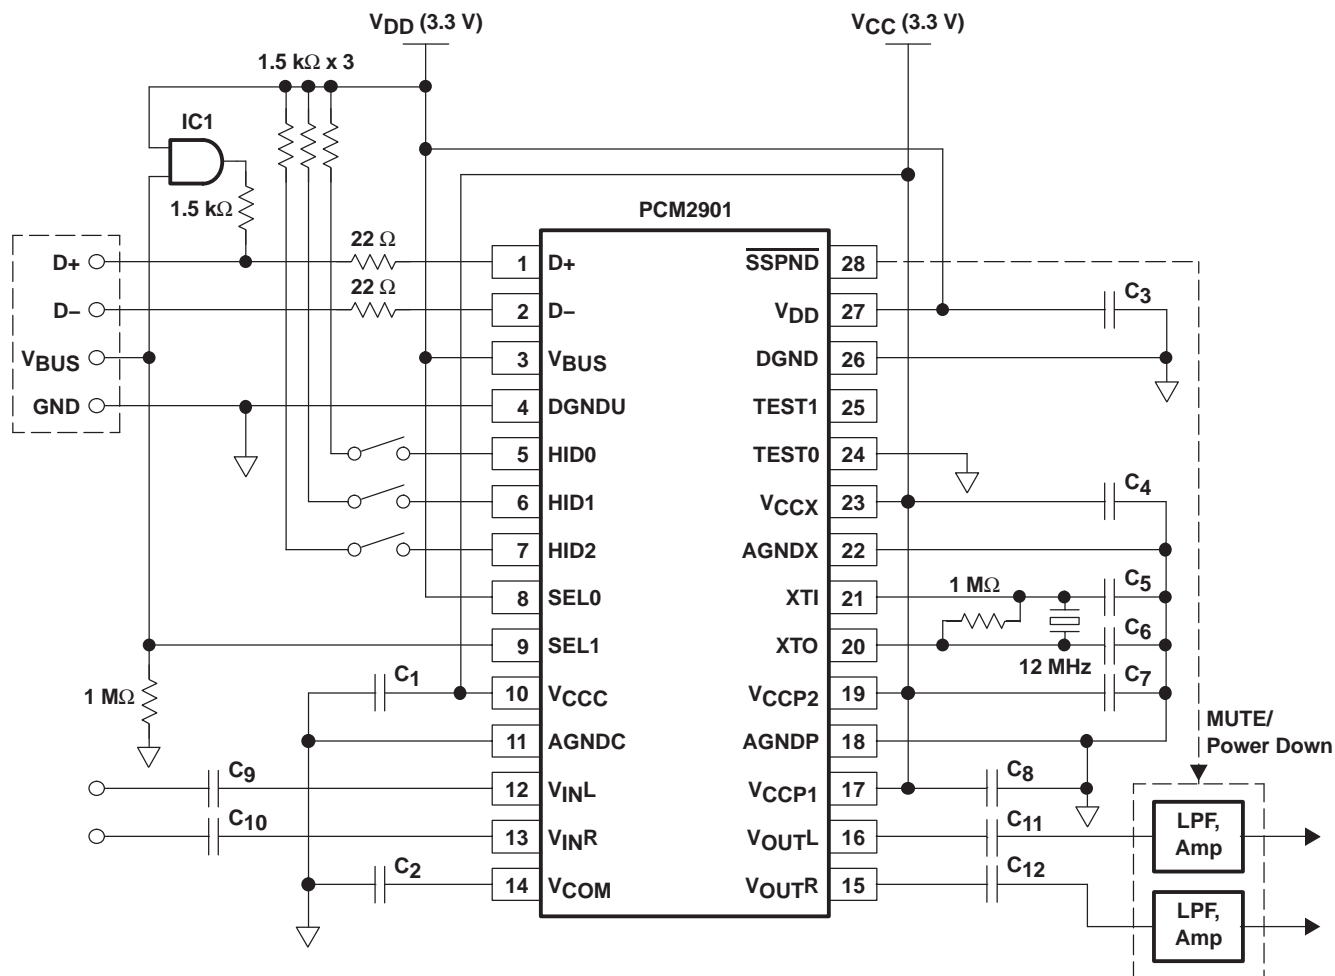 VDD (3.3 V)
VCC (3.3 V)
1.5 kΩ x 3
IC1
1.5 kΩ
PCM2901
22 Ω
22 Ω
D+
D−
VBUS
GND
1 D+
2 D−
3 VBUS
4 DGNDU
5 HID0
6 HID1
7 HID2
8 SEL0
9 SEL1
10 VCCC
11 AGNDC
12 VINL
13 VINR
14 VCOM
SSPND 28
VDD 27
DGND 26
TEST1 25
TEST0 24
VCCX 23
AGNDX 22
XTI 21
XTO 20
VCCP2 19
AGNDP 18
VCCP1 17
VOUTL 16
VOUTR 15
1 MΩ
C1
C9
C10
C2
C3
C4
1 MΩ
C5
C6
12 MHz
C7
C8
C11
C12
MUTE/
Power Down
LPF,
Amp
LPF,
Amp